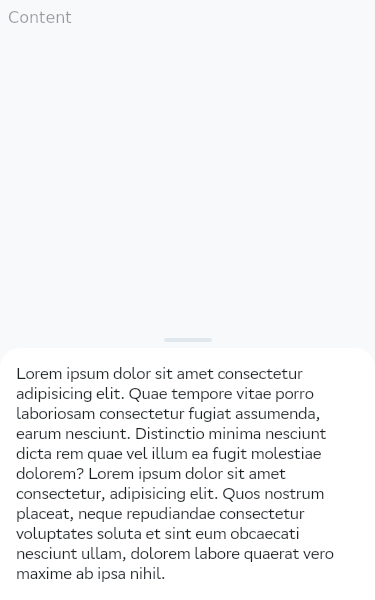 Content
Lorem ipsum dolor sit amet consectetur
adipisicing elit. Quae tempore vitae porro
laboriosam consectetur fugiat assumenda,
earum nesciunt. Distinctio minima nesciunt
dicta rem quae vel illum ea fugit molestiae
dolorem? Lorem ipsum dolor sit amet
consectetur, adipisicing elit. Quos nostrum
placeat, neque repudiandae consectetur
voluptates soluta et sint eum obcaecati
nesciunt ullam, dolorem labore quaerat vero
maxime ab ipsa nihil.